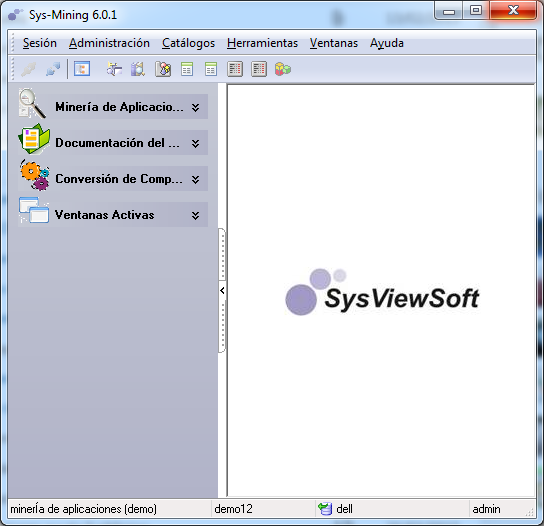 Sys-Mining 6.0.1
Sesión Administración Catálogos Herramientas Ventanas Ayuda
Minería de Aplicacio...
Documentación del ...
Conversión de Comp...
Ventanas Activas
SysViewSoft
minería de aplicaciones (demo) demo12 dell admin